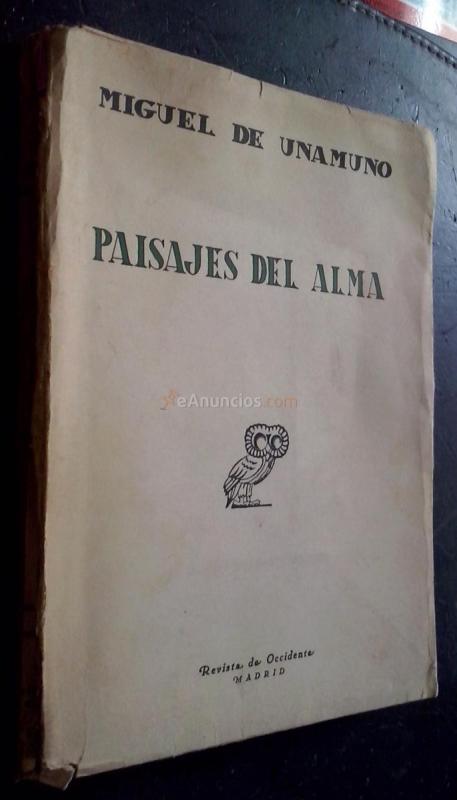 MIGUEL DE UNAMUNO
PAISAJES DEL ALMA
eAnuncios.com
Revista de Occidente
MADRID